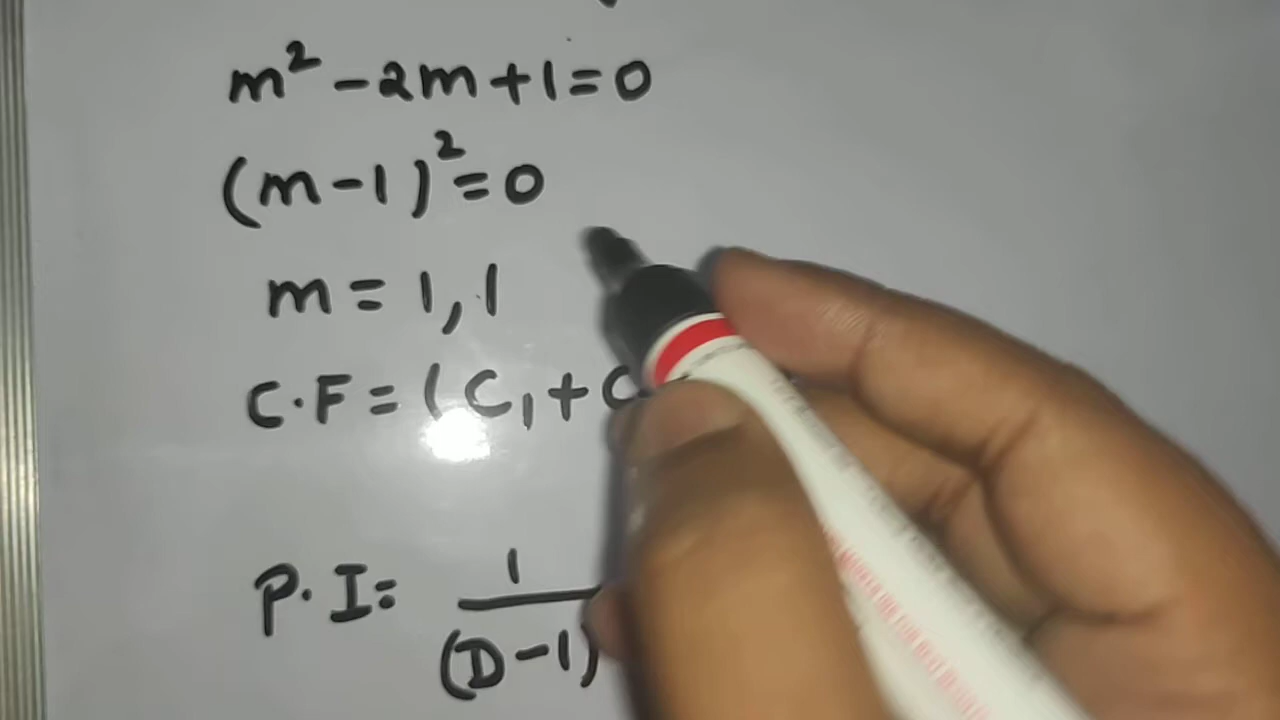 m² - 2m + 1 = 0
(m - 1)² = 0
m = 1, 1
C.F = (C₁ + C
P.I = 1/(D - 1)